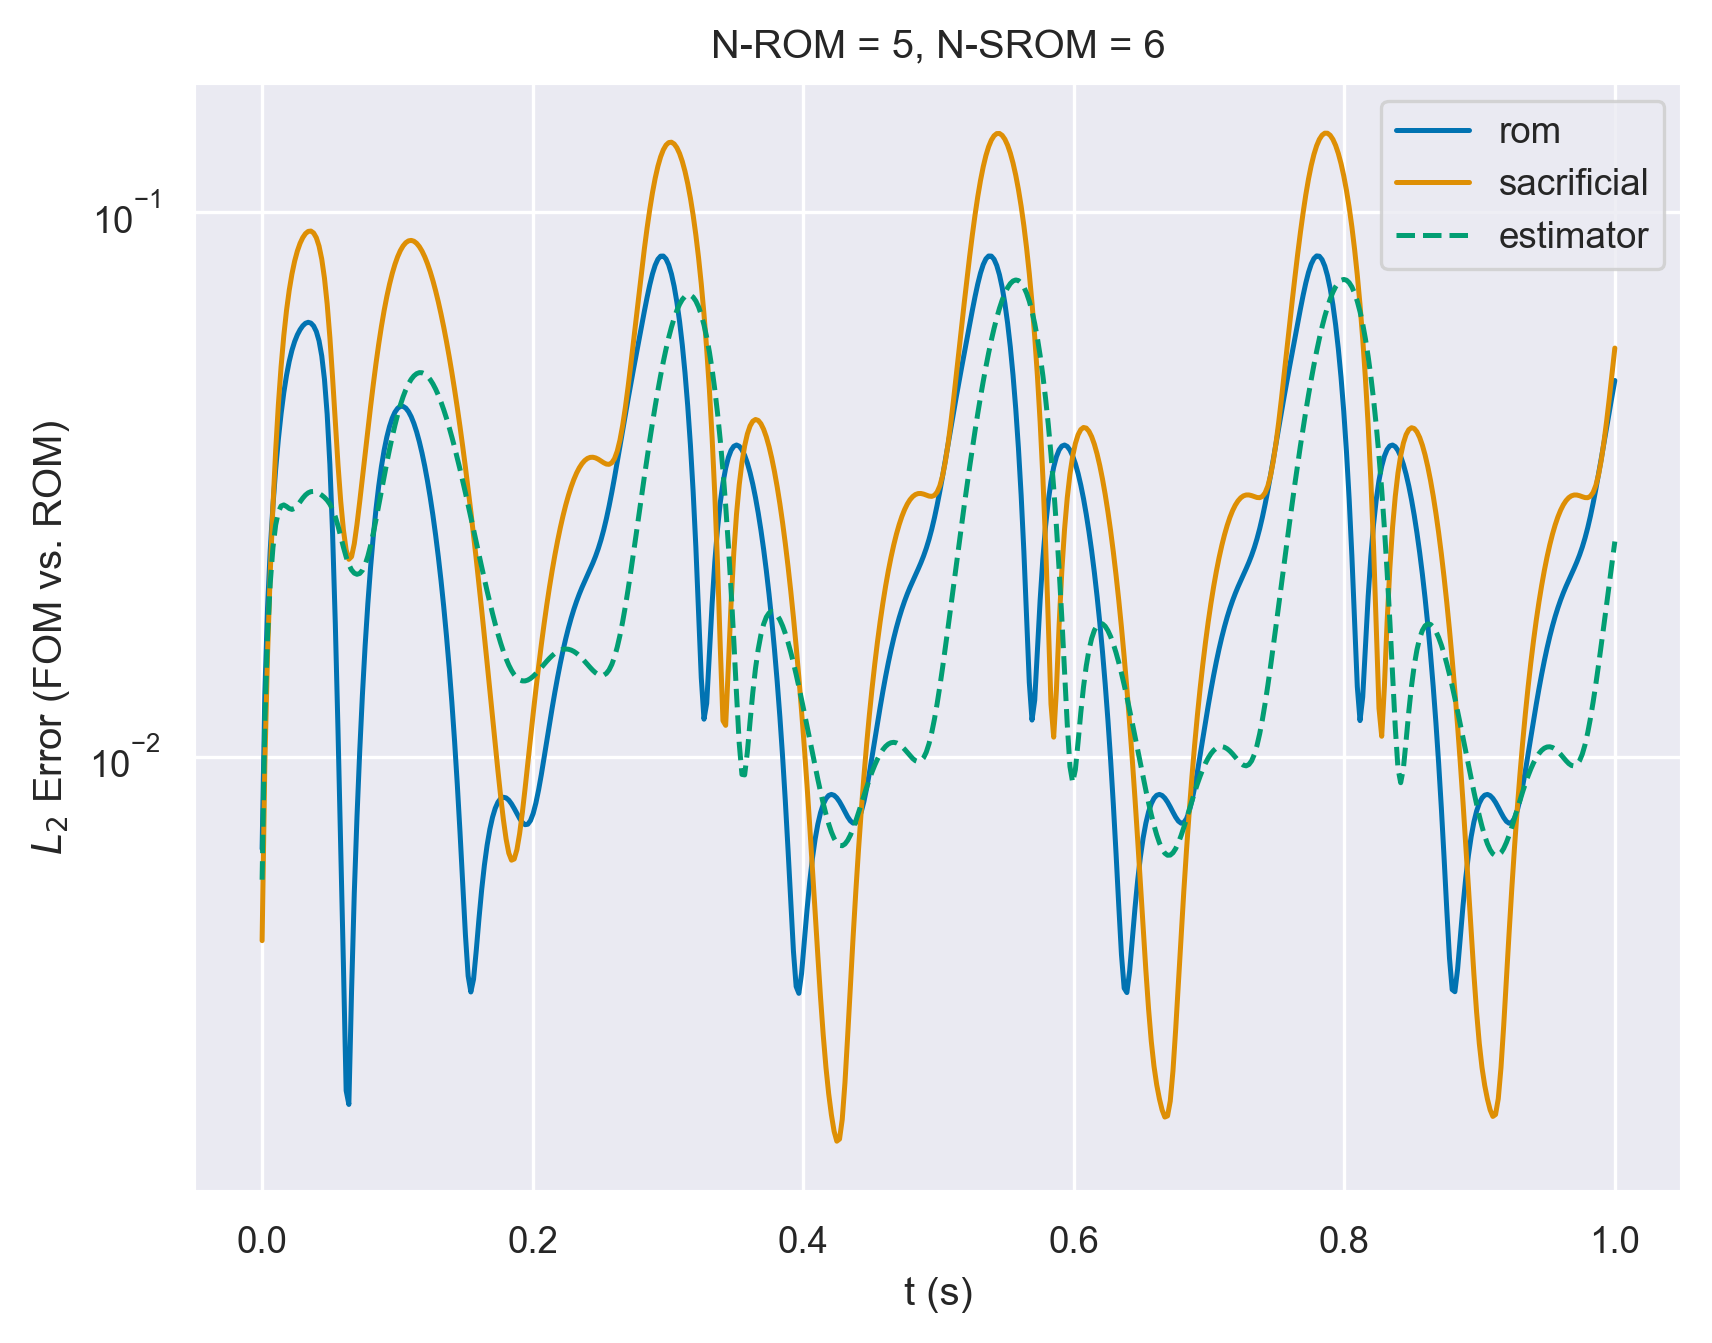 N-ROM = 5, N-SROM = 6
rom
sacrificial
estimator
10⁻¹
10⁻²
L₂ Error (FOM vs. ROM)
0.0 0.2 0.4 0.6 0.8 1.0
t (s)